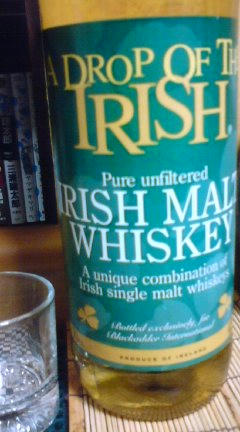 A DROP OF TH
IRISH
Pure unfiltered
IRISH MALT
WHISKEY
A unique combination of
Irish single malt whiskeys
Bottled exclusively for
Blackadder International
PRODUCE OF IRELAND